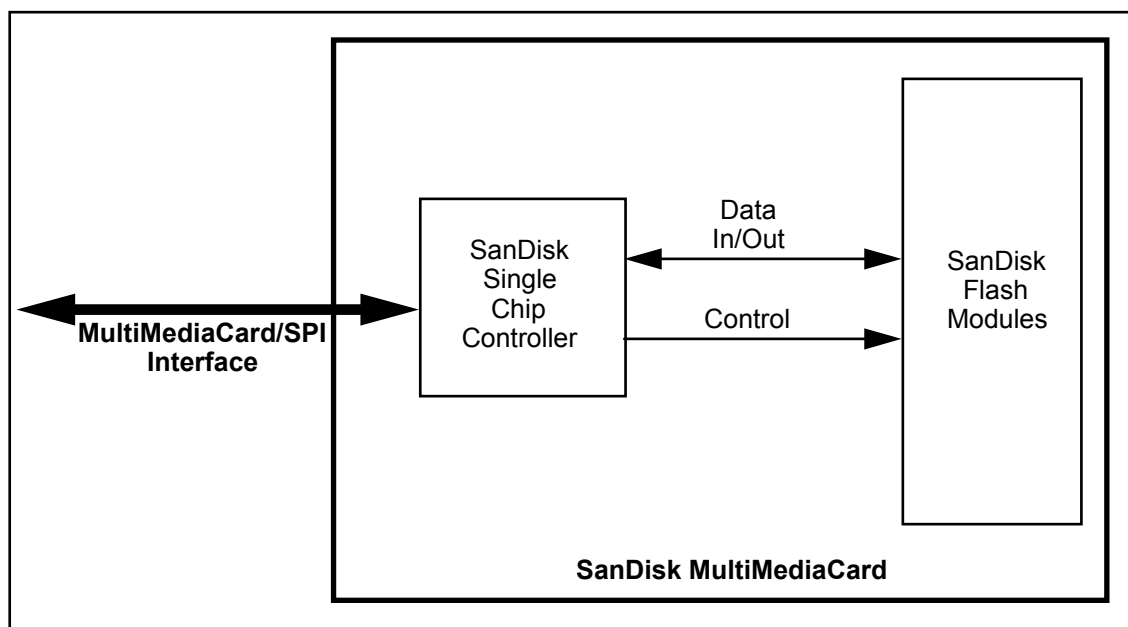 MultiMediaCard/SPI
Interface
SanDisk
Single
Chip
Controller
Data
In/Out
Control
SanDisk
Flash
Modules
SanDisk MultiMediaCard